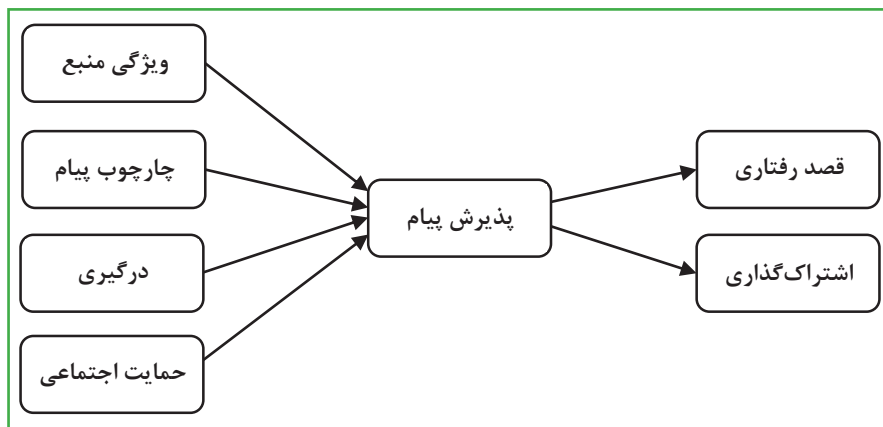 ویژگی منبع
چارچوب پیام
درگیری
حمایت اجتماعی
پذیرش پیام
قصد رفتاری
اشتراک‌گذاری